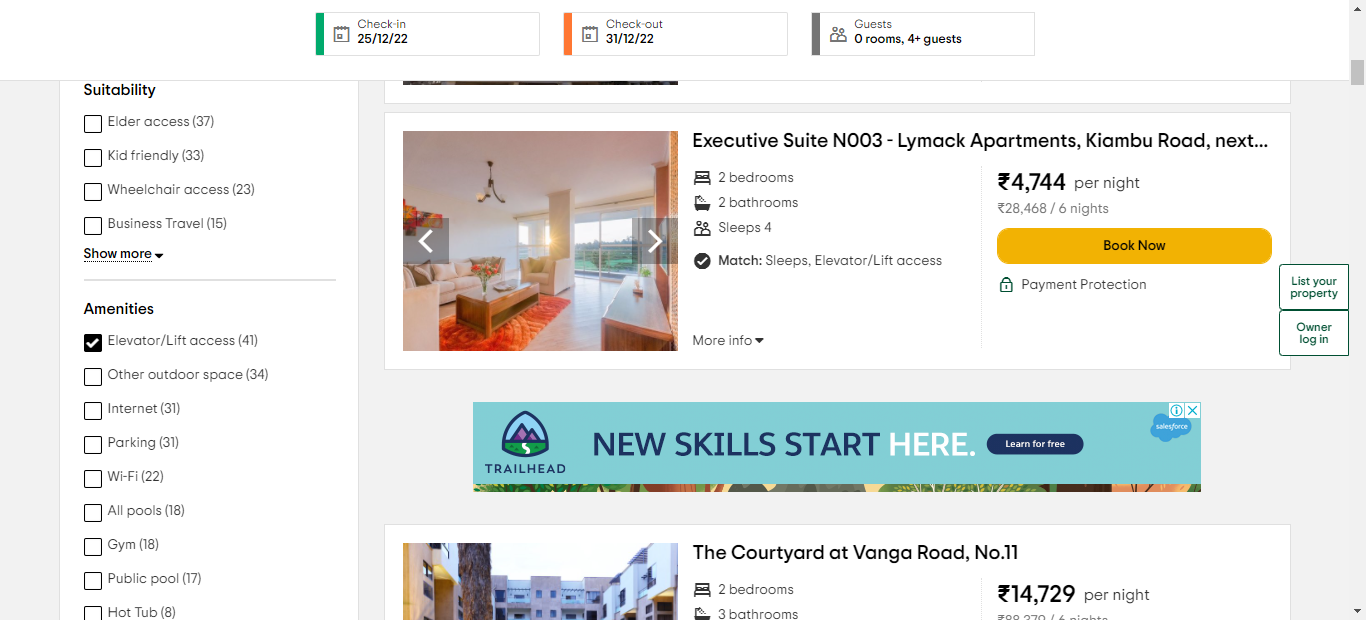 Check-in
25/12/22
Check-out
31/12/22
Guests
0 rooms, 4+ guests
Suitability
Elder access (37)
Kid friendly (33)
Wheelchair access (23)
Business Travel (15)
Show more
Amenities
Elevator/Lift access (41)
Other outdoor space (34)
Internet (31)
Parking (31)
Wi-Fi (22)
All pools (18)
Gym (18)
Public pool (17)
Hot Tub (8)
Executive Suite N003 - Lymack Apartments, Kiambu Road, next...
2 bedrooms
2 bathrooms
Sleeps 4
Match: Sleeps, Elevator/Lift access
More info
₹4,744 per night
₹28,468 / 6 nights
Book Now
Payment Protection
List your
property
Owner
log in
TRAILHEAD
NEW SKILLS START HERE.
Learn for free
salesforce
The Courtyard at Vanga Road, No.11
2 bedrooms
3 bathrooms
₹14,729 per night
₹88,379 / 6 nights